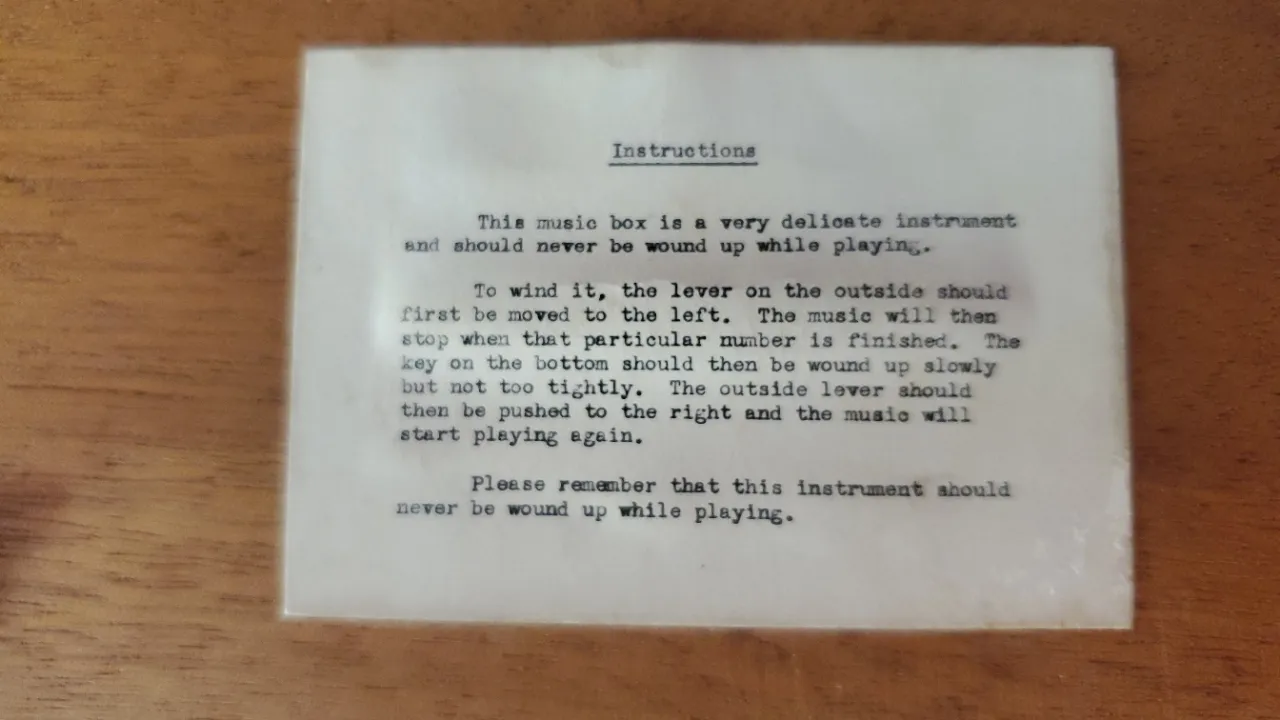 Instructions
This music box is a very delicate instrument
and should never be wound up while playing.
To wind it, the lever on the outside should
first be moved to the left. The music will then
stop when that particular number is finished. The
key on the bottom should then be wound up slowly
but not too tightly. The outside lever should
then be pushed to the right and the music will
start playing again.
Please remember that this instrument should
never be wound up while playing.